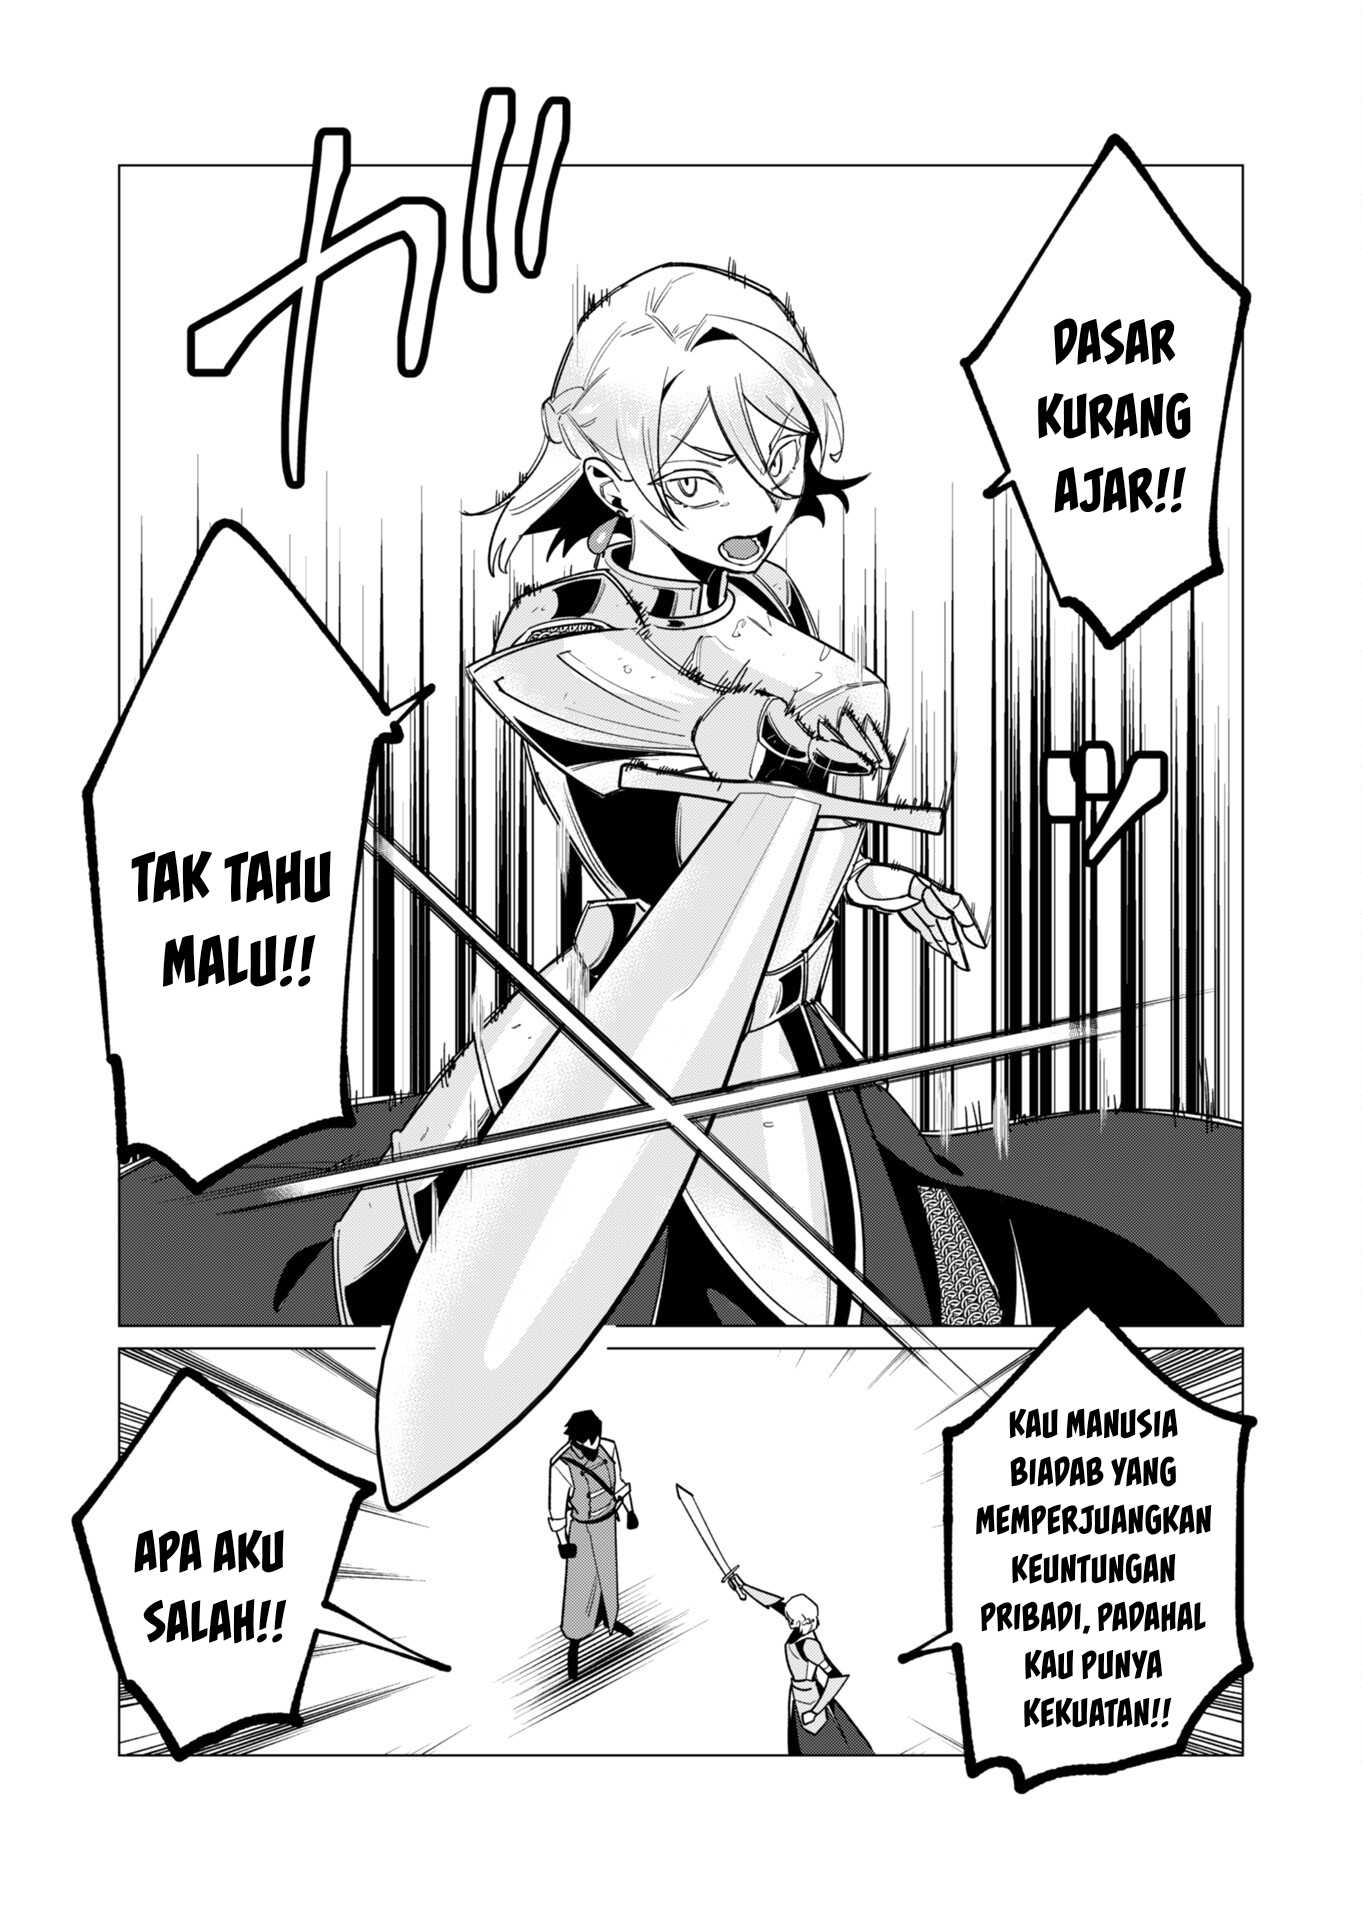 DASAR
KURANG
AJAR!!
ガッ
TAK TAHU
MALU!!
KAU MANUSIA
BIADAB YANG
MEMPERJUANGKAN
KEUNTUNGAN
PRIBADI, PADAHAL
KAU PUNYA
KEKUATAN!!
APA AKU
SALAH!!